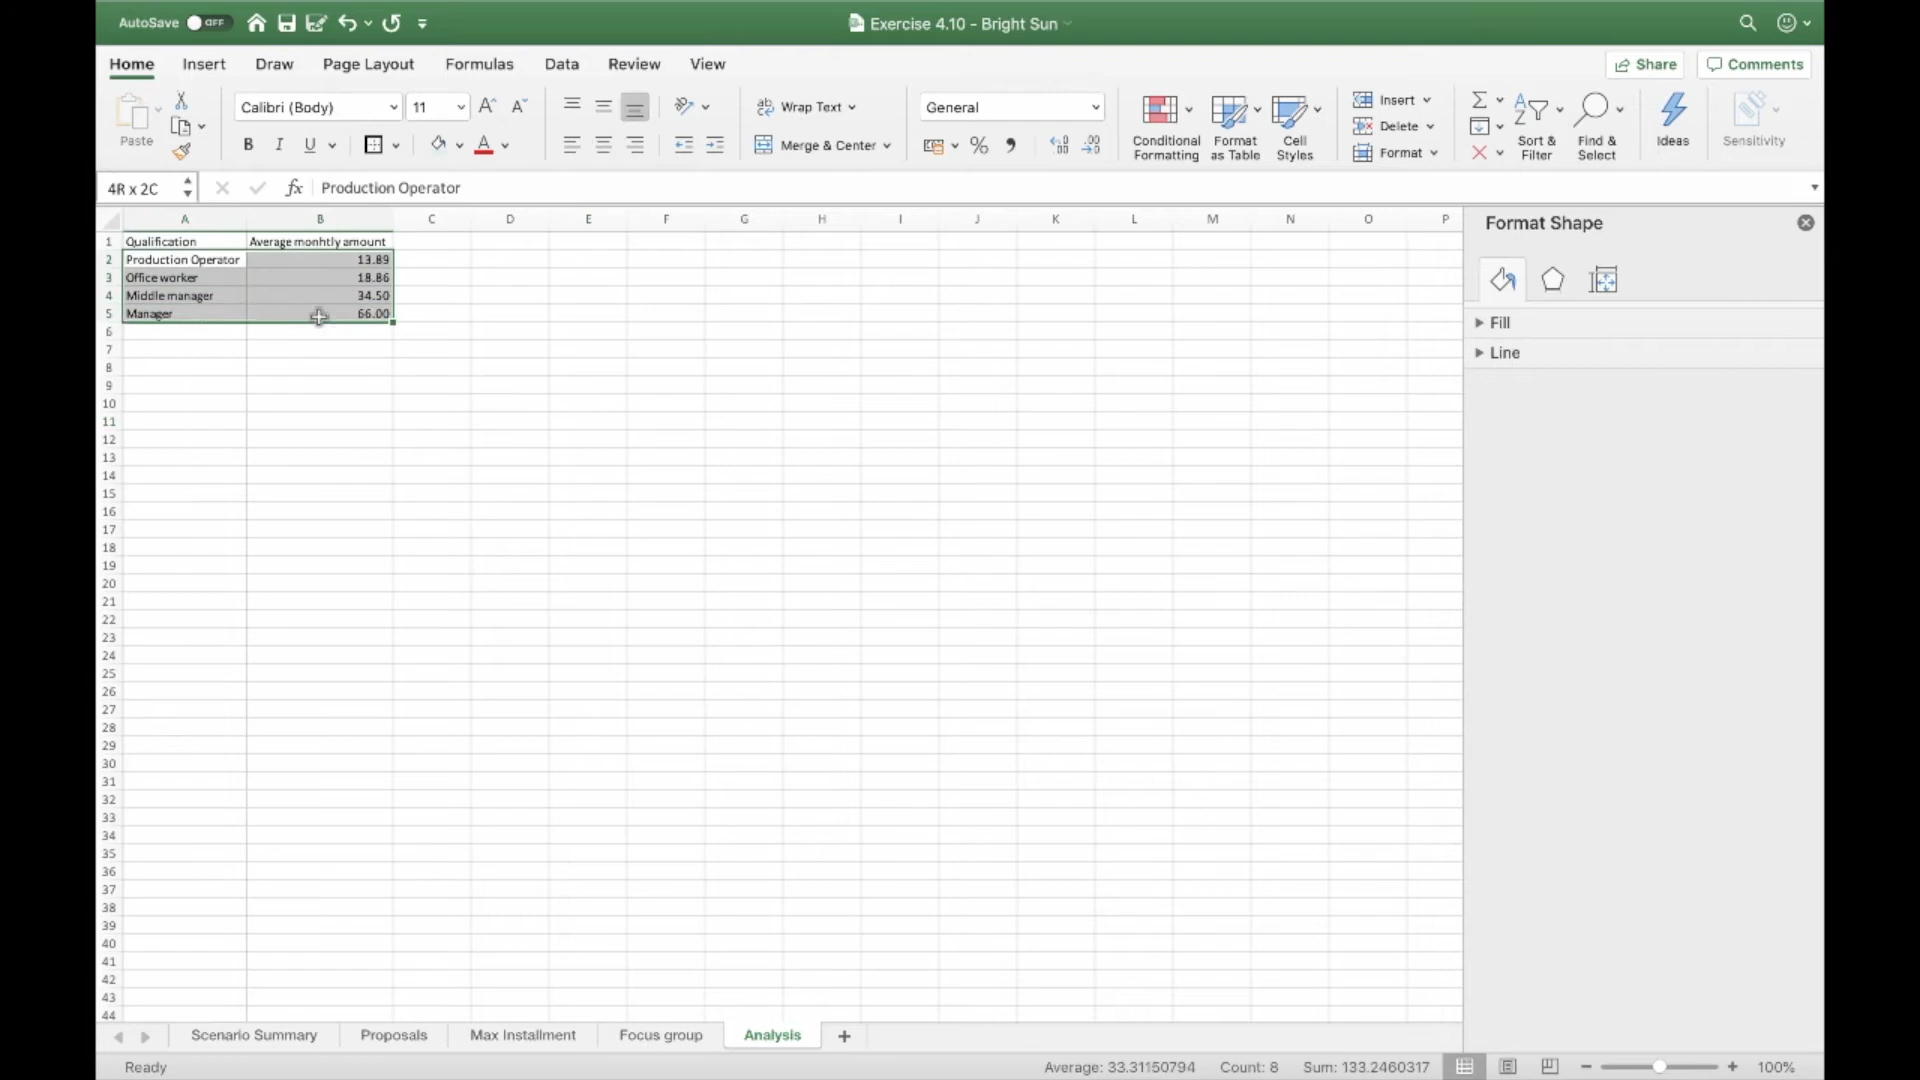 AutoSave OFF
Exercise 4.10 - Bright Sun
Home Insert Draw Page Layout Formulas Data Review View Share Comments
Paste
Calibri (Body) 11
B I U
Wrap Text
Merge & Center
General
Conditional Formatting
Format as Table
Cell Styles
Insert
Delete
Format
Sort & Filter
Find & Select
Ideas
Sensitivity
4R x 2C fx Production Operator
A B C D E F G H I J K L M N O P
1 Qualification Average monhtly amount
2 Production Operator 13.89
3 Office worker 18.86
4 Middle manager 34.50
5 Manager 66.00
6
7
8
9
10
11
12
13
14
15
16
17
18
19
20
21
22
23
24
25
26
27
28
29
30
31
32
33
34
35
36
37
38
39
40
41
42
43
44
Format Shape
Fill
Line
Scenario Summary Proposals Max Installment Focus group Analysis +
Ready Average: 33.31150794 Count: 8 Sum: 133.2460317 100%